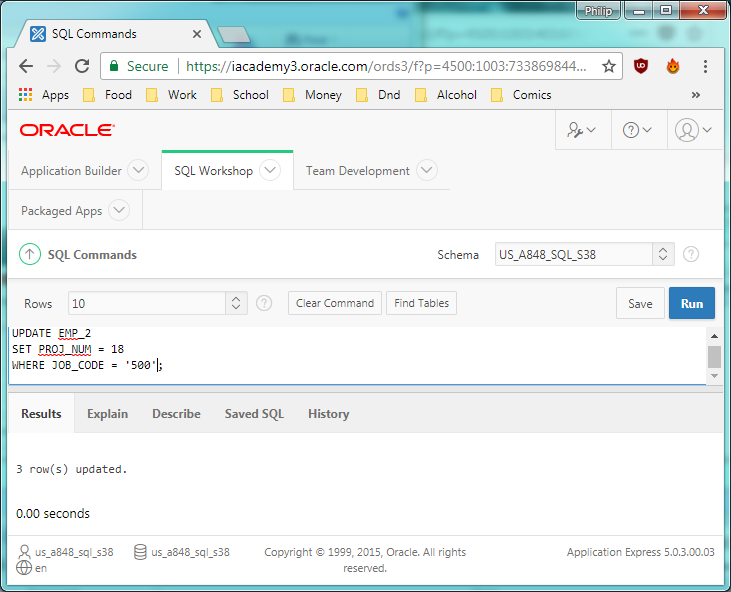 Philip
SQL Commands
Secure https://iacademy3.oracle.com/ords3/f?p=4500:1003:733869844...
Apps Food Work School Money Dnd Alcohol Comics »
ORACLE
Application Builder SQL Workshop Team Development
Packaged Apps
SQL Commands Schema US_A848_SQL_S38
Rows 10 Clear Command Find Tables Save Run
UPDATE EMP_2
SET PROJ_NUM = 18
WHERE JOB_CODE = '500';
Results Explain Describe Saved SQL History
3 row(s) updated.
0.00 seconds
us_a848_sql_s38 us_a848_sql_s38 Copyright © 1999, 2015, Oracle. All rights Application Express 5.0.3.00.03
en reserved.